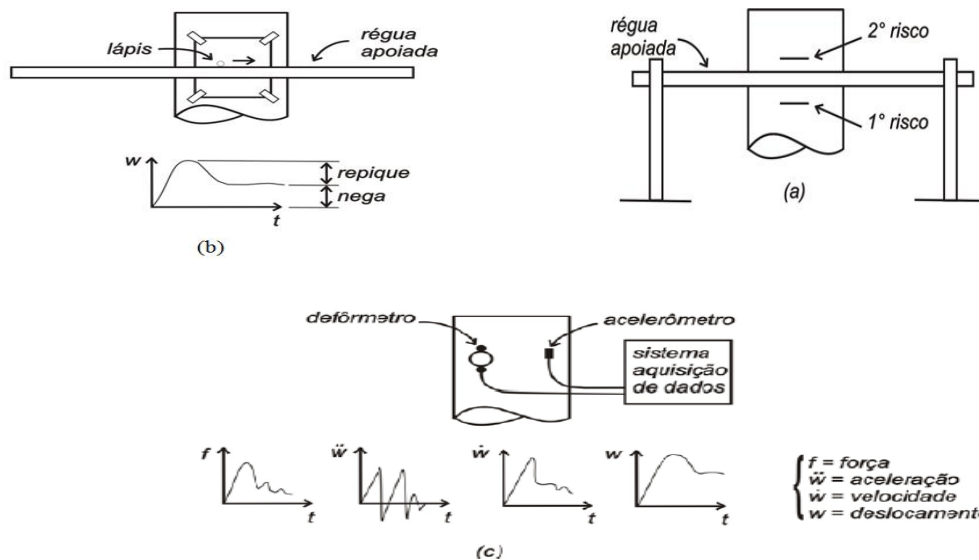 lápis
régua
apoiada
w
repique
nega
t
(b)
régua
apoiada
2° risco
1° risco
(a)
defôrmetro
acelerômetro
sistema
aquisição
de dados
f
t
ẅ
t
ẇ
t
w
t
f = força
ẅ = aceleração
ẇ = velocidade
w = deslocamento
(c)